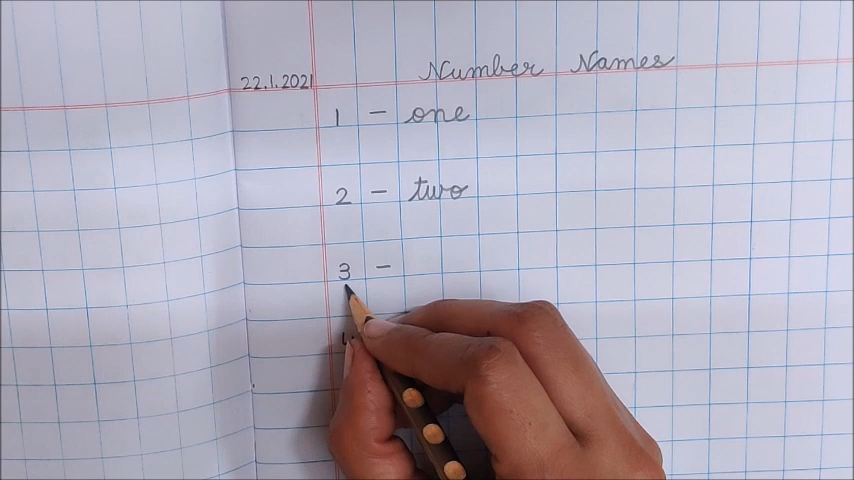 Number Names
22.1.2021
1 - one
2 - two
3 -